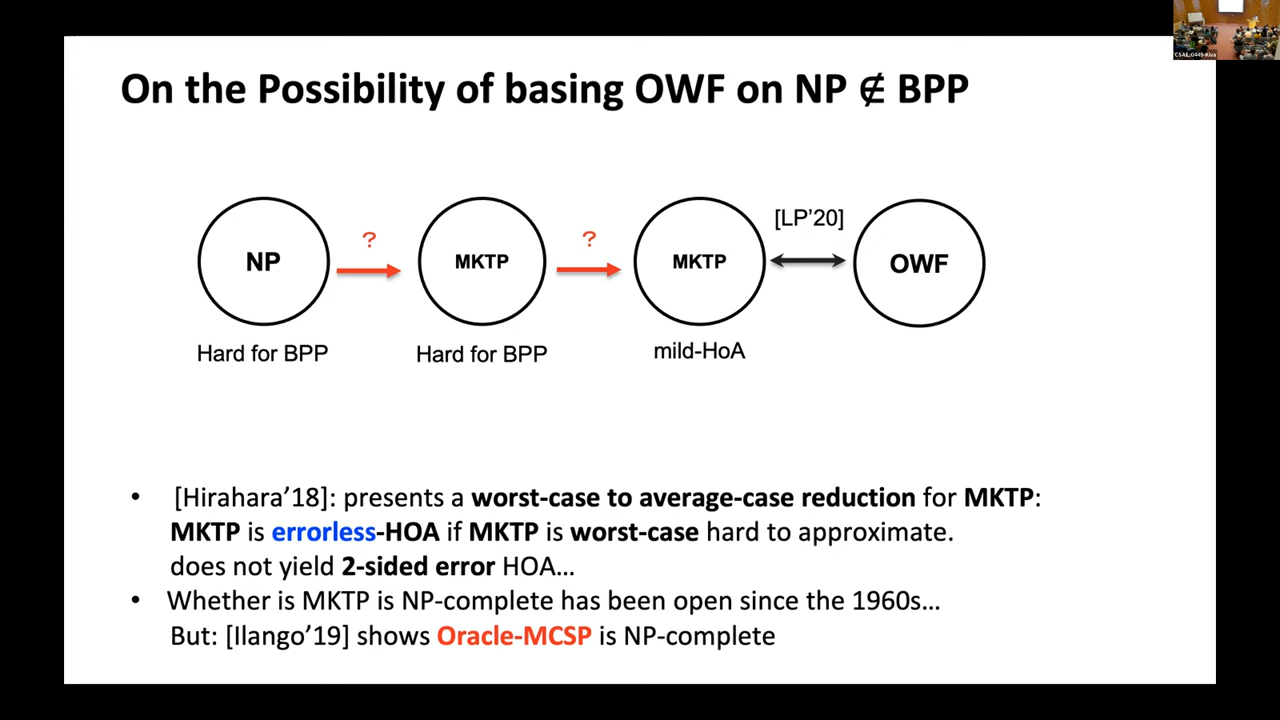 CSAIL:G449-Kiva
On the Possibility of basing OWF on NP ∉ BPP
? ? [LP’20]
NP MKTP MKTP OWF
Hard for BPP Hard for BPP mild-HoA
• [Hirahara’18]: presents a worst-case to average-case reduction for MKTP:
MKTP is errorless-HOA if MKTP is worst-case hard to approximate.
does not yield 2-sided error HOA…
• Whether is MKTP is NP-complete has been open since the 1960s…
But: [Ilango’19] shows Oracle-MCSP is NP-complete